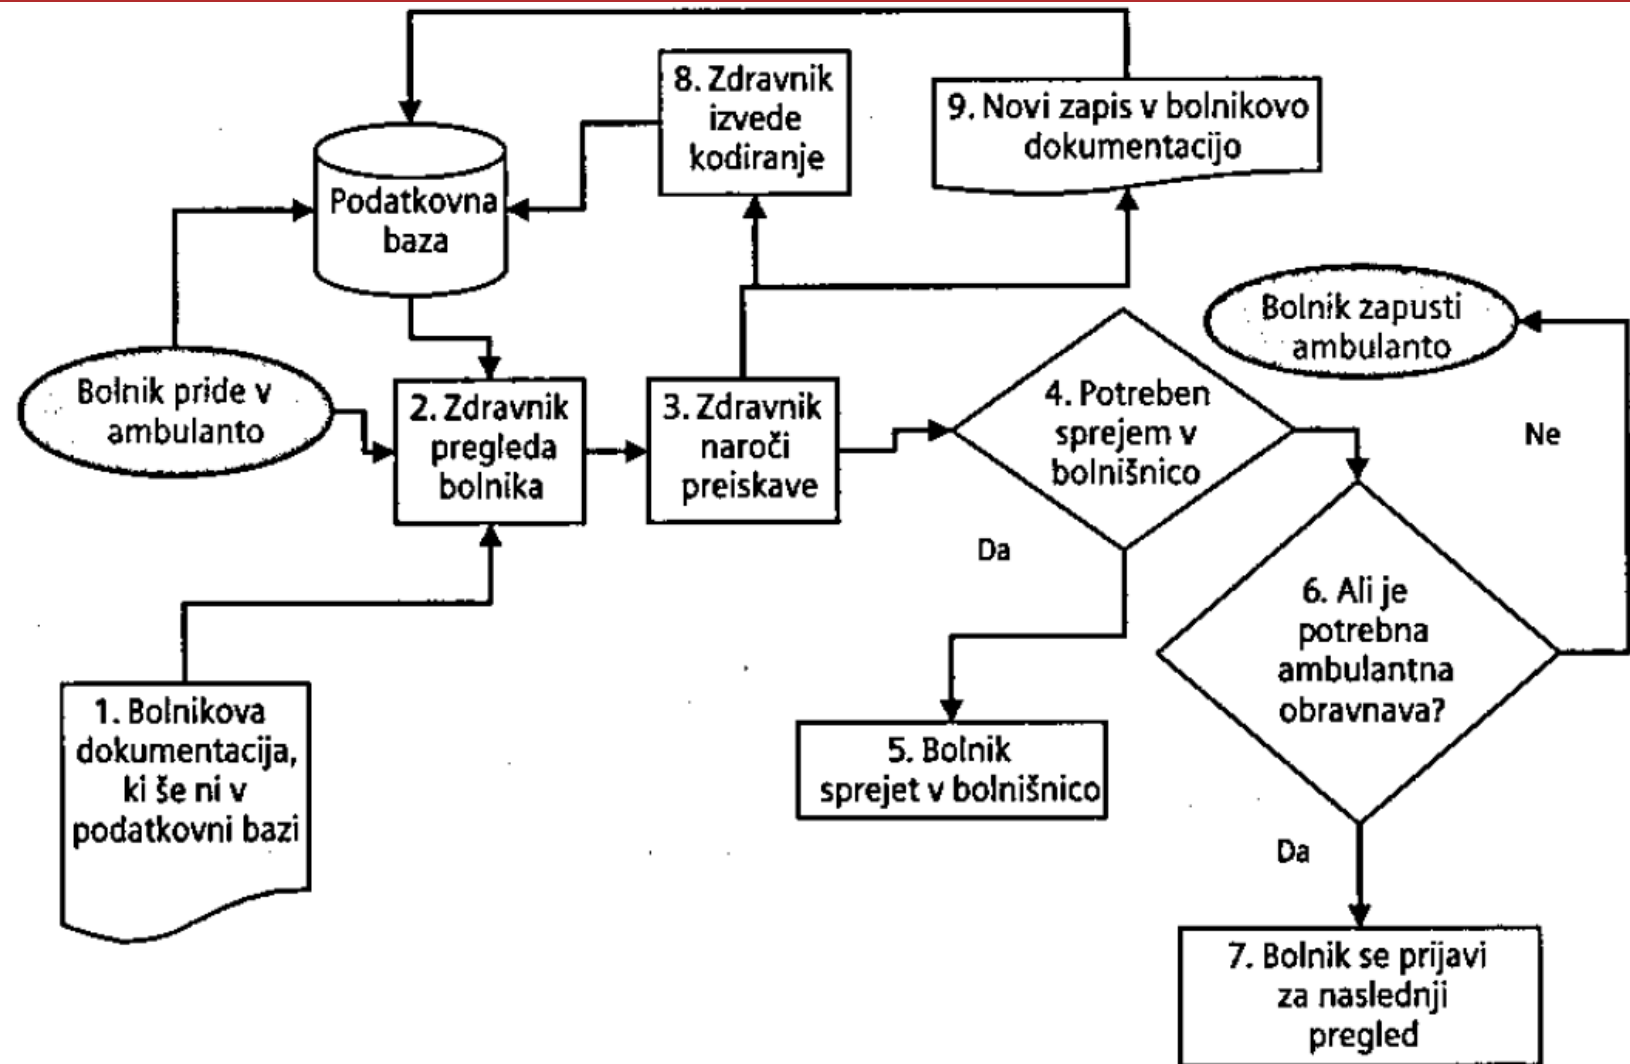 8. Zdravnik
izvede
kodiranje
9. Novi zapis v bolnikovo
dokumentacijo
Podatkovna
baza
Bolnik zapusti
ambulanto
Bolnik pride v
ambulanto
2. Zdravnik
pregleda
bolnika
3. Zdravnik
naroči
preiskave
4. Potreben
sprejem v
bolnišnico
Ne
Da
6. Ali je
potrebna
ambulantna
obravnava?
1. Bolnikova
dokumentacija,
ki še ni v
podatkovni bazi
5. Bolnik
sprejet v bolnišnico
Da
7. Bolnik se prijavi
za naslednji
pregled